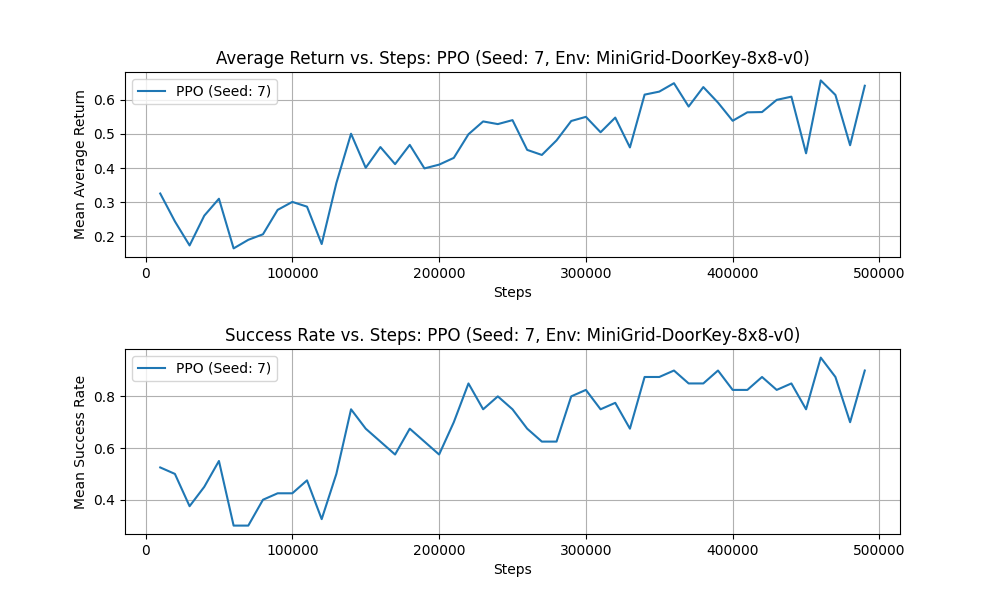 Average Return vs. Steps: PPO (Seed: 7, Env: MiniGrid-DoorKey-8x8-v0)
PPO (Seed: 7)
Mean Average Return
0.6
0.5
0.4
0.3
0.2
0 100000 200000 300000 400000 500000
Steps
Success Rate vs. Steps: PPO (Seed: 7, Env: MiniGrid-DoorKey-8x8-v0)
PPO (Seed: 7)
Mean Success Rate
0.8
0.6
0.4
0 100000 200000 300000 400000 500000
Steps